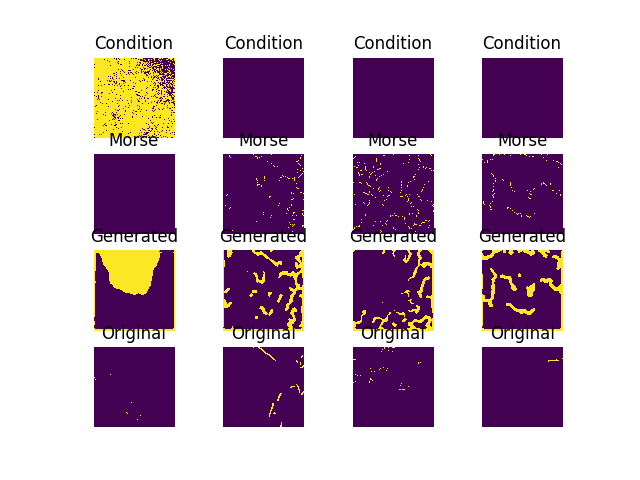 Condition Condition Condition Condition
Morse Morse Morse Morse
Generated Generated Generated Generated
Original Original Original Original